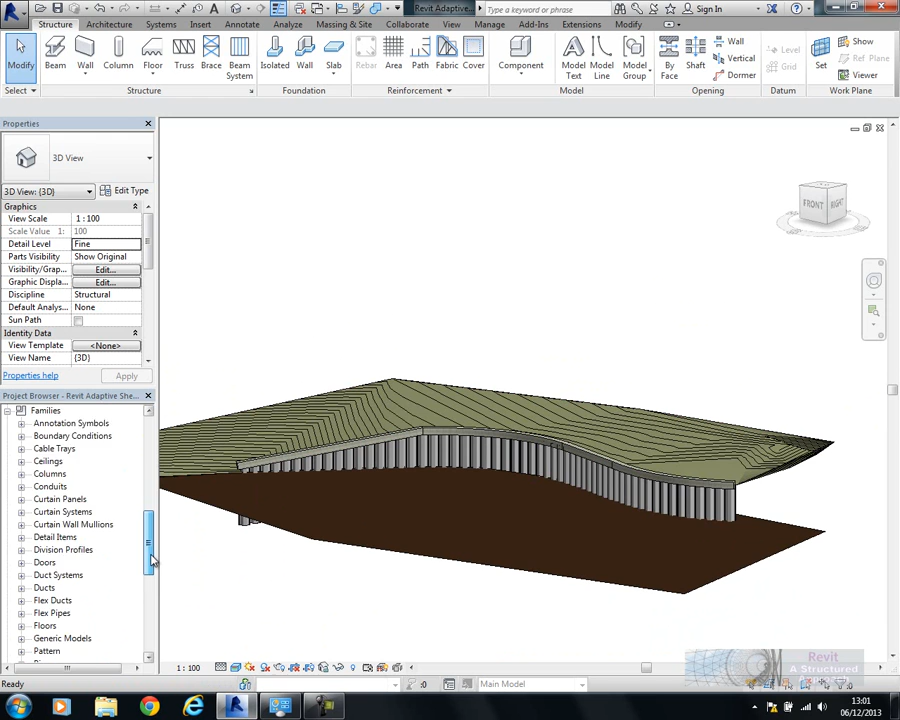 Revit Adaptive...
Type a keyword or phrase
Sign In
Structure Architecture Systems Insert Annotate Analyze Massing & Site Collaborate View Manage Add-Ins Extensions Modify
Modify
Beam
Wall
Column
Floor
Truss
Brace
Beam
System
Isolated
Wall
Slab
Rebar
Area
Path
Fabric
Cover
Component
Model
Text
Model
Line
Model
Group
By
Face
Shaft
Wall
Vertical
Dormer
Level
Grid
Set
Show
Ref Plane
Viewer
Select
Structure
Foundation
Reinforcement
Model
Opening
Datum
Work Plane
Properties
3D View
3D View: {3D}
Edit Type
Graphics
View Scale 1 : 100
Scale Value 1: 100
Detail Level Fine
Parts Visibility Show Original
Visibility/Grap... Edit...
Graphic Displa... Edit...
Discipline Structural
Default Analys... None
Sun Path
Identity Data
View Template <None>
View Name {3D}
Properties help
Apply
Project Browser - Revit Adaptive She...
Families
Annotation Symbols
Boundary Conditions
Cable Trays
Ceilings
Columns
Conduits
Curtain Panels
Curtain Systems
Curtain Wall Mullions
Detail Items
Division Profiles
Doors
Duct Systems
Ducts
Flex Ducts
Flex Pipes
Floors
Generic Models
Pattern
FRONT
RIGHT
1 : 100
Revit
A Structured
Ready
:0
Main Model
:0
13:01
06/12/2013